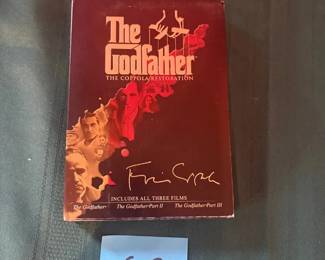 The
Godfather
THE COPPOLA RESTORATION
INCLUDES ALL THREE FILMS
The Godfather The Godfather Part II The Godfather Part III